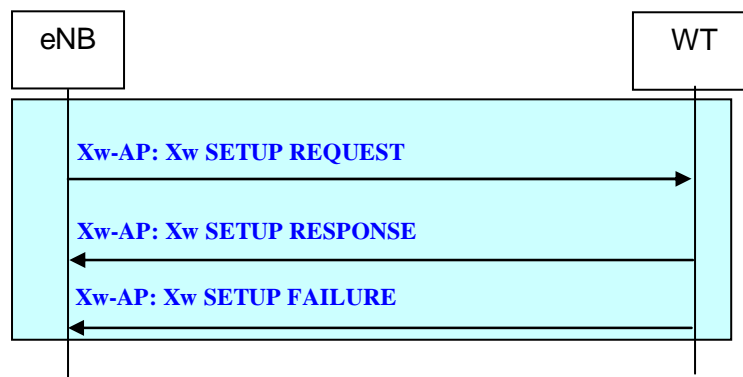 eNB
WT
Xw-AP: Xw SETUP REQUEST
Xw-AP: Xw SETUP RESPONSE
Xw-AP: Xw SETUP FAILURE